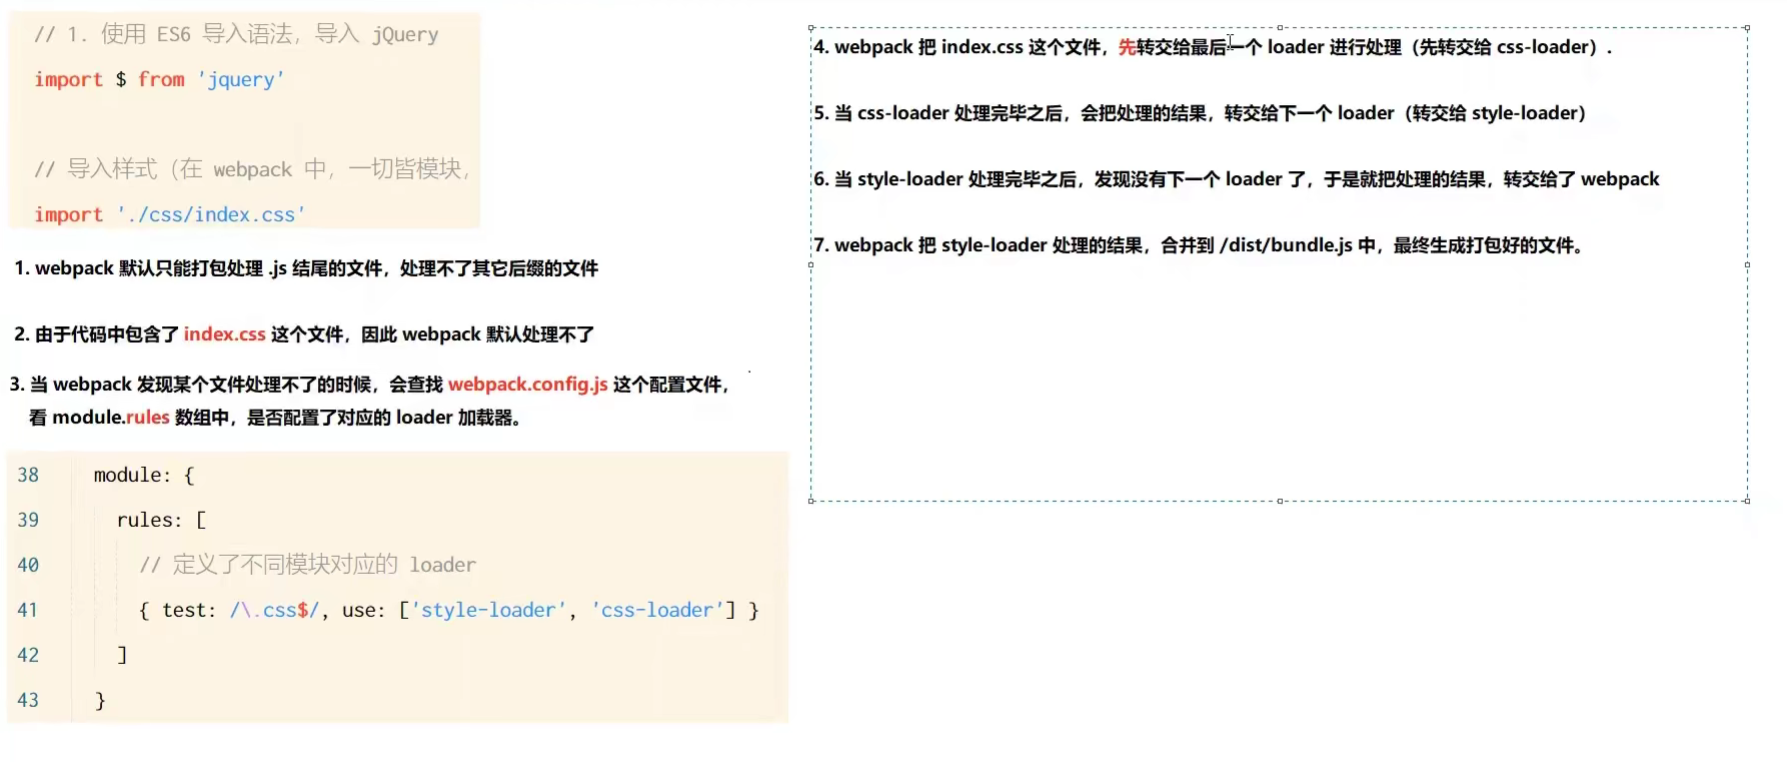 // 1. 使用 ES6 导入语法，导入 jQuery
import $ from 'jquery'
// 导入样式（在 webpack 中，一切皆模块，
import './css/index.css'
1. webpack 默认只能打包处理 .js 结尾的文件，处理不了其它后缀的文件
2. 由于代码中包含了 index.css 这个文件，因此 webpack 默认处理不了
3. 当 webpack 发现某个文件处理不了的时候，会查找 webpack.config.js 这个配置文件，
看 module.rules 数组中，是否配置了对应的 loader 加载器。
38 module: {
39 rules: [
40 // 定义了不同模块对应的 loader
41 { test: /\.css$/, use: ['style-loader', 'css-loader'] }
42 ]
43 }
4. webpack 把 index.css 这个文件，先转交给最后一个 loader 进行处理（先转交给 css-loader）.
5. 当 css-loader 处理完毕之后，会把处理的结果，转交给下一个 loader（转交给 style-loader）
6. 当 style-loader 处理完毕之后，发现没有下一个 loader 了，于是就把处理的结果，转交给了 webpack
7. webpack 把 style-loader 处理的结果，合并到 /dist/bundle.js 中，最终生成打包好的文件。